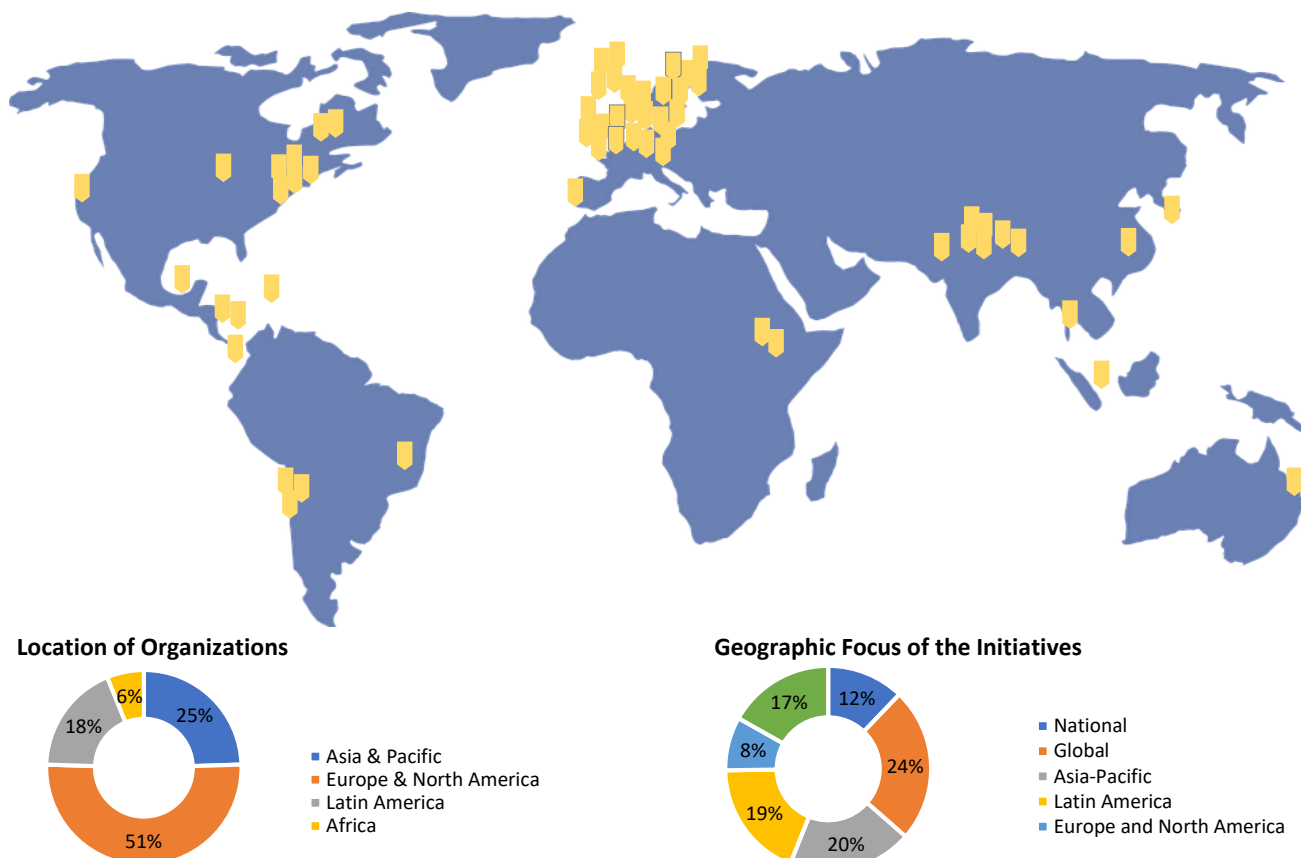 Location of Organizations
6%
25%
18%
51%
Asia & Pacific
Europe & North America
Latin America
Africa
Geographic Focus of the Initiatives
17%
12%
8%
24%
19%
20%
National
Global
Asia-Pacific
Latin America
Europe and North America